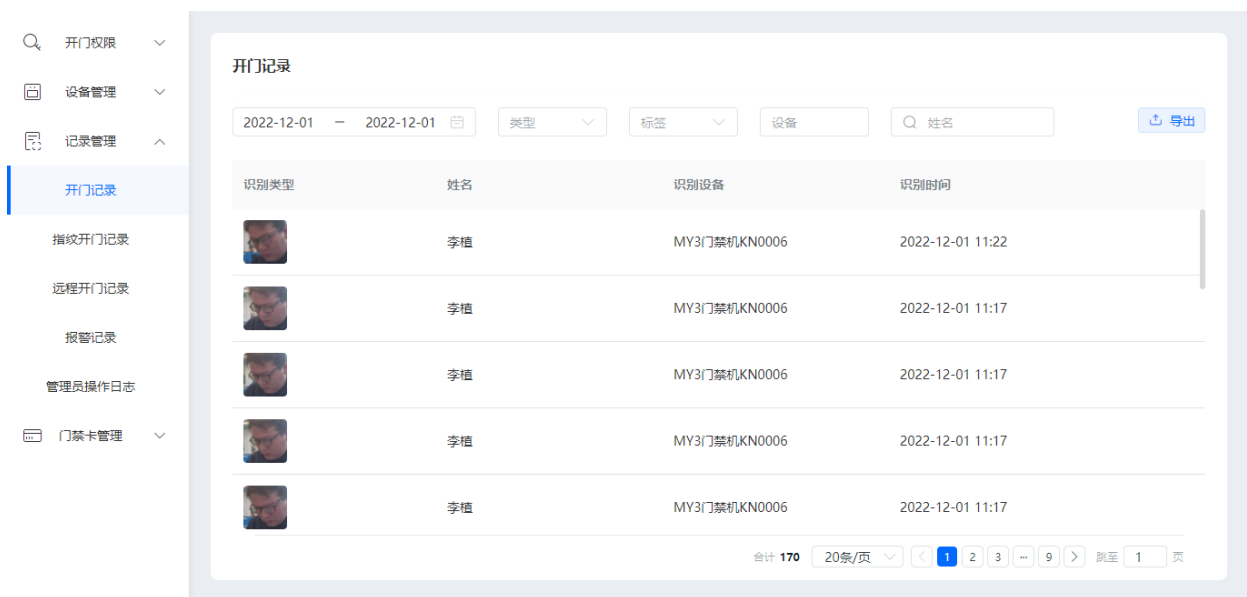 开门权限
设备管理
记录管理
开门记录
指纹开门记录
远程开门记录
报警记录
管理员操作日志
门禁卡管理
开门记录
2022-12-01 — 2022-12-01 类型 标签 设备 姓名 导出
识别类型 姓名 识别设备 识别时间
李植 MY3门禁机KN0006 2022-12-01 11:22
李植 MY3门禁机KN0006 2022-12-01 11:17
李植 MY3门禁机KN0006 2022-12-01 11:17
李植 MY3门禁机KN0006 2022-12-01 11:17
李植 MY3门禁机KN0006 2022-12-01 11:17
合计 170 20条/页 1 2 3 ··· 9 跳至 1 页